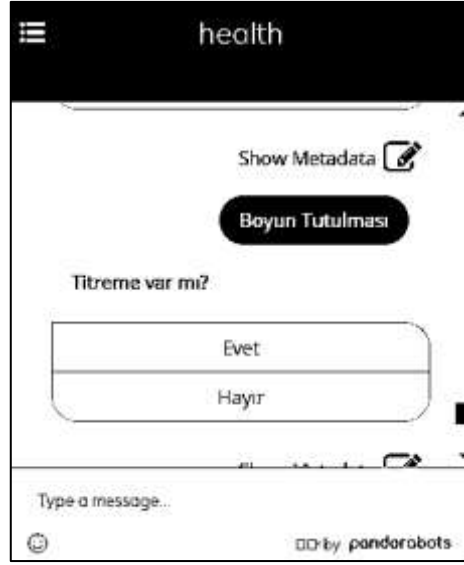 health
Show Metadata
Boyun Tutulması
Titreme var mı?
Evet
Hayır
Type a message...
by pandorabots